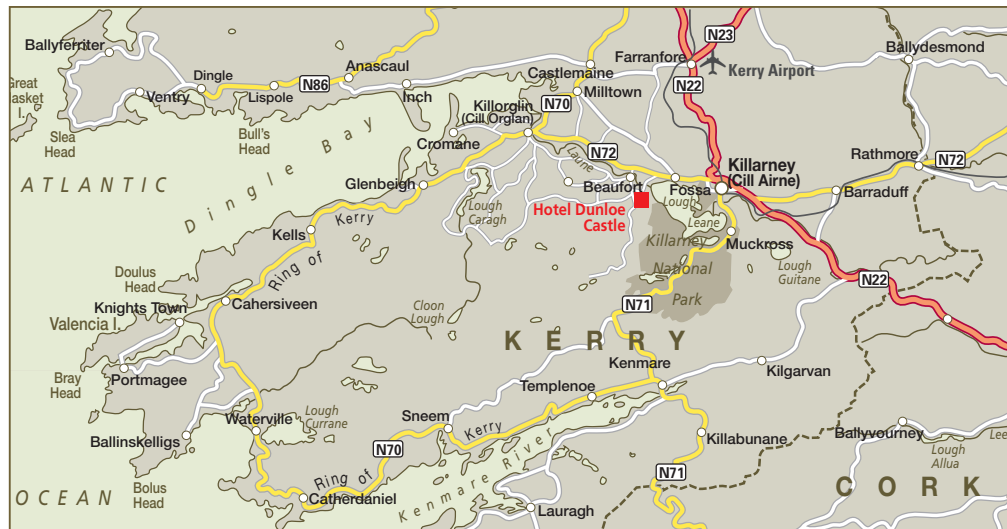 N23
Ballyferriter
Farranfore
Ballydesmond
Kerry Airport
Great
Blasket
I.
Dingle
N86
Anascaul
Castlemaine
N22
Ventry
Lispole
Inch
Killorglin
(Cill Orglan)
N70
Milltown
Slea
Head
Bull's
Head
Cromane
N72
Laune
Rathmore
N72
Dingle Bay
ATLANTIC
Glenbeigh
Beaufort
Fossa
Killarney
(Cill Airne)
Barraduff
Lough
Caragh
Hotel Dunloe
Castle
Lough
Leane
Kells
Ring of Kerry
Killarney
National
Park
Muckross
Doulus
Head
Lough
Guitane
N22
Knights Town
Cahersiveen
Cloon
Lough
N71
Valencia I.
KERRY
Bray
Head
Portmagee
Kenmare
Kilgarvan
Templenoe
Waterville
Lough
Currane
Sneem
Ring of Kerry
N70
Ballinskelligs
Killabunane
Ballyvourney
Lough
Allua
Lee
Kenmare River
N71
OCEAN
Bolus
Head
Catherdaniel
Lauragh
CORK